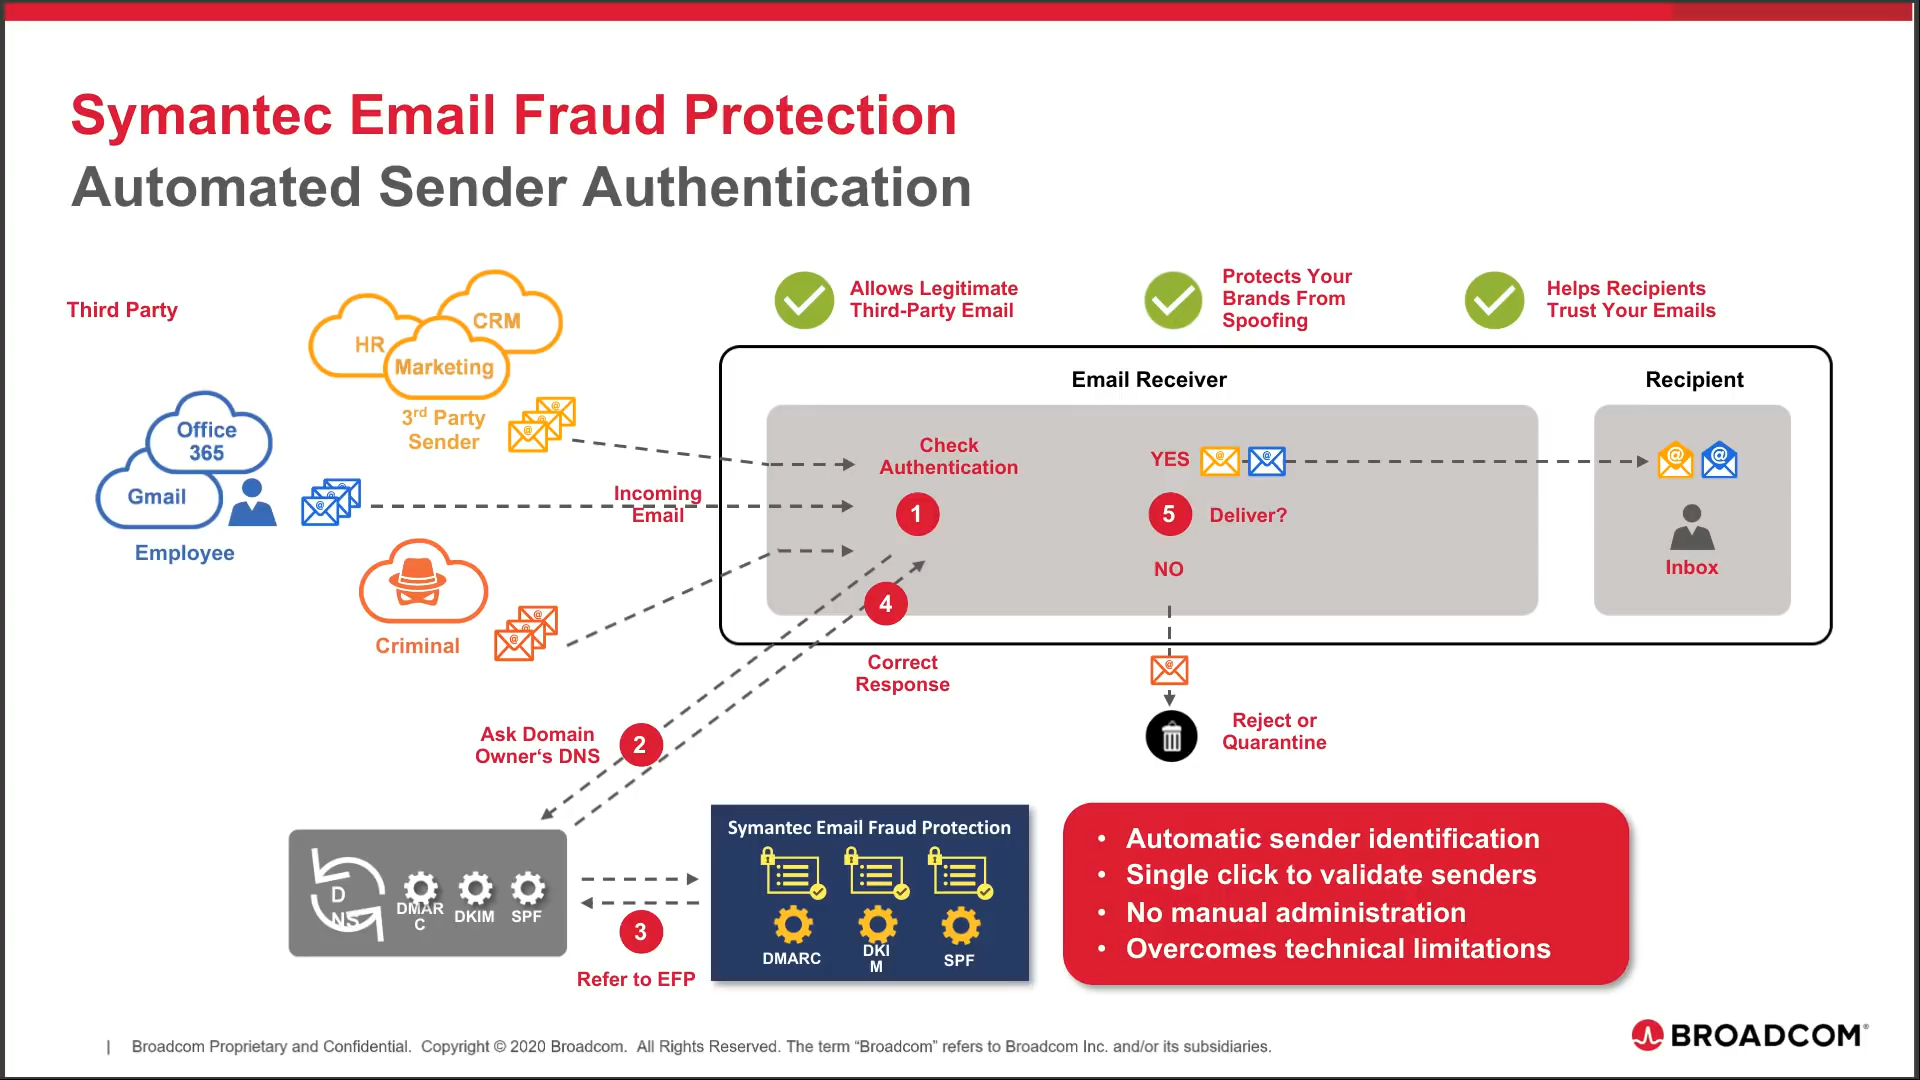 Symantec Email Fraud Protection
Automated Sender Authentication
Third Party
HR
CRM
Marketing
3rd Party
Sender
Office
365
Gmail
Employee
Criminal
Incoming
Email
Allows Legitimate
Third-Party Email
Protects Your
Brands From
Spoofing
Helps Recipients
Trust Your Emails
Email Receiver
Recipient
Check
Authentication
1
YES
5
Deliver?
NO
Inbox
4
Correct
Response
Reject or
Quarantine
Ask Domain
Owner‘s DNS
2
D
NS
DMAR
C
DKIM
SPF
3
Refer to EFP
Symantec Email Fraud Protection
DMARC
DKI
M
SPF
• Automatic sender identification
• Single click to validate senders
• No manual administration
• Overcomes technical limitations
| Broadcom Proprietary and Confidential. Copyright © 2020 Broadcom. All Rights Reserved. The term “Broadcom” refers to Broadcom Inc. and/or its subsidiaries.
BROADCOM®